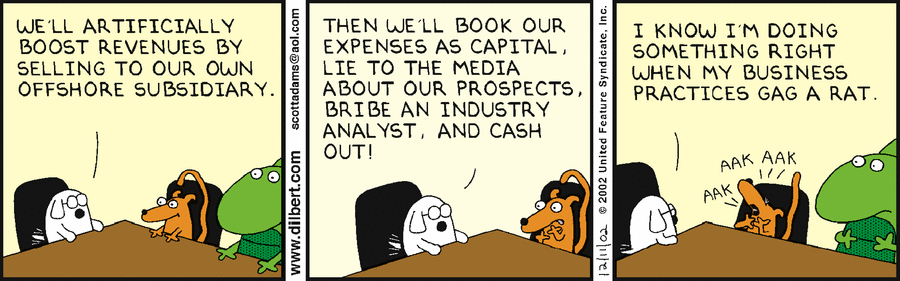 WE'LL ARTIFICIALLY
BOOST REVENUES BY
SELLING TO OUR OWN
OFFSHORE SUBSIDIARY.
www.dilbert.com scottadams@aol.com
THEN WE'LL BOOK OUR
EXPENSES AS CAPITAL,
LIE TO THE MEDIA
ABOUT OUR PROSPECTS,
BRIBE AN INDUSTRY
ANALYST, AND CASH
OUT!
12/11/02 © 2002 United Feature Syndicate, Inc.
I KNOW I'M DOING
SOMETHING RIGHT
WHEN MY BUSINESS
PRACTICES GAG A RAT.
AAK AAK AAK